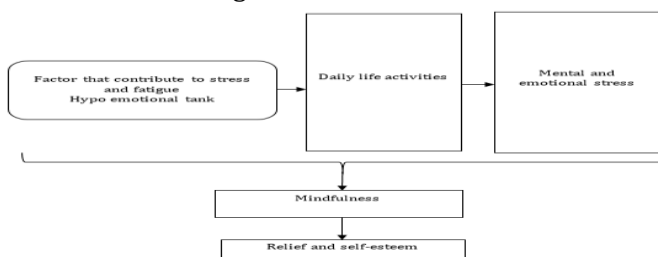 Factor that contribute to stress
and fatigue
Hypo emotional tank
Daily life activities
Mental and
emotional stress
Mindfulness
Relief and self-esteem